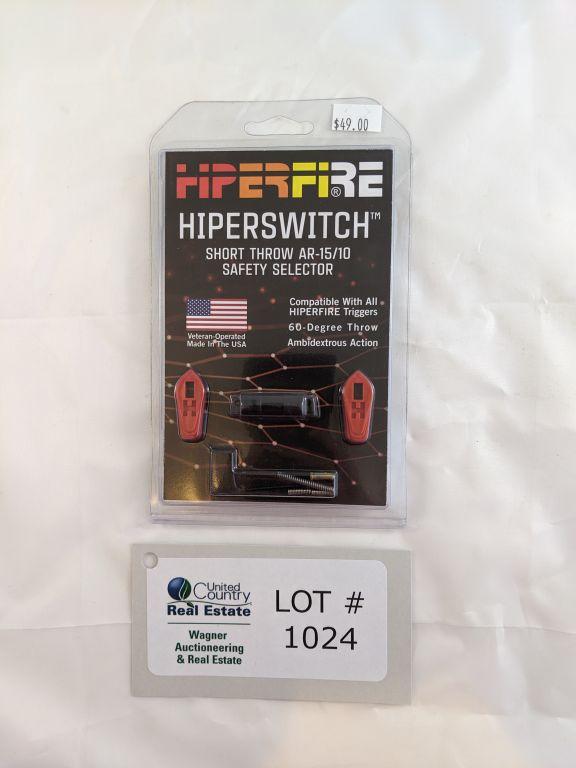 $49.00
HIPERFIRE®
HIPERSWITCH™
SHORT THROW AR-15/10
SAFETY SELECTOR
Veteran-Operated
Made In The USA
Compatible With All
HIPERFIRE Triggers
60-Degree Throw
Ambidextrous Action
United
Country
Real Estate
Wagner
Auctioneering
& Real Estate
LOT #
1024